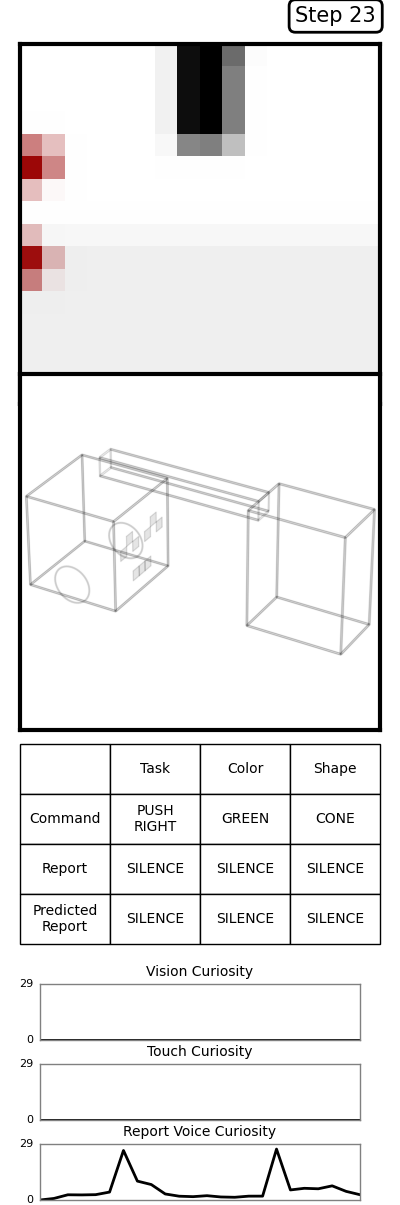 Step 23
Task Color Shape
Command PUSH RIGHT GREEN CONE
Report SILENCE SILENCE SILENCE
Predicted Report SILENCE SILENCE SILENCE
Vision Curiosity
29
0
Touch Curiosity
29
0
Report Voice Curiosity
29
0